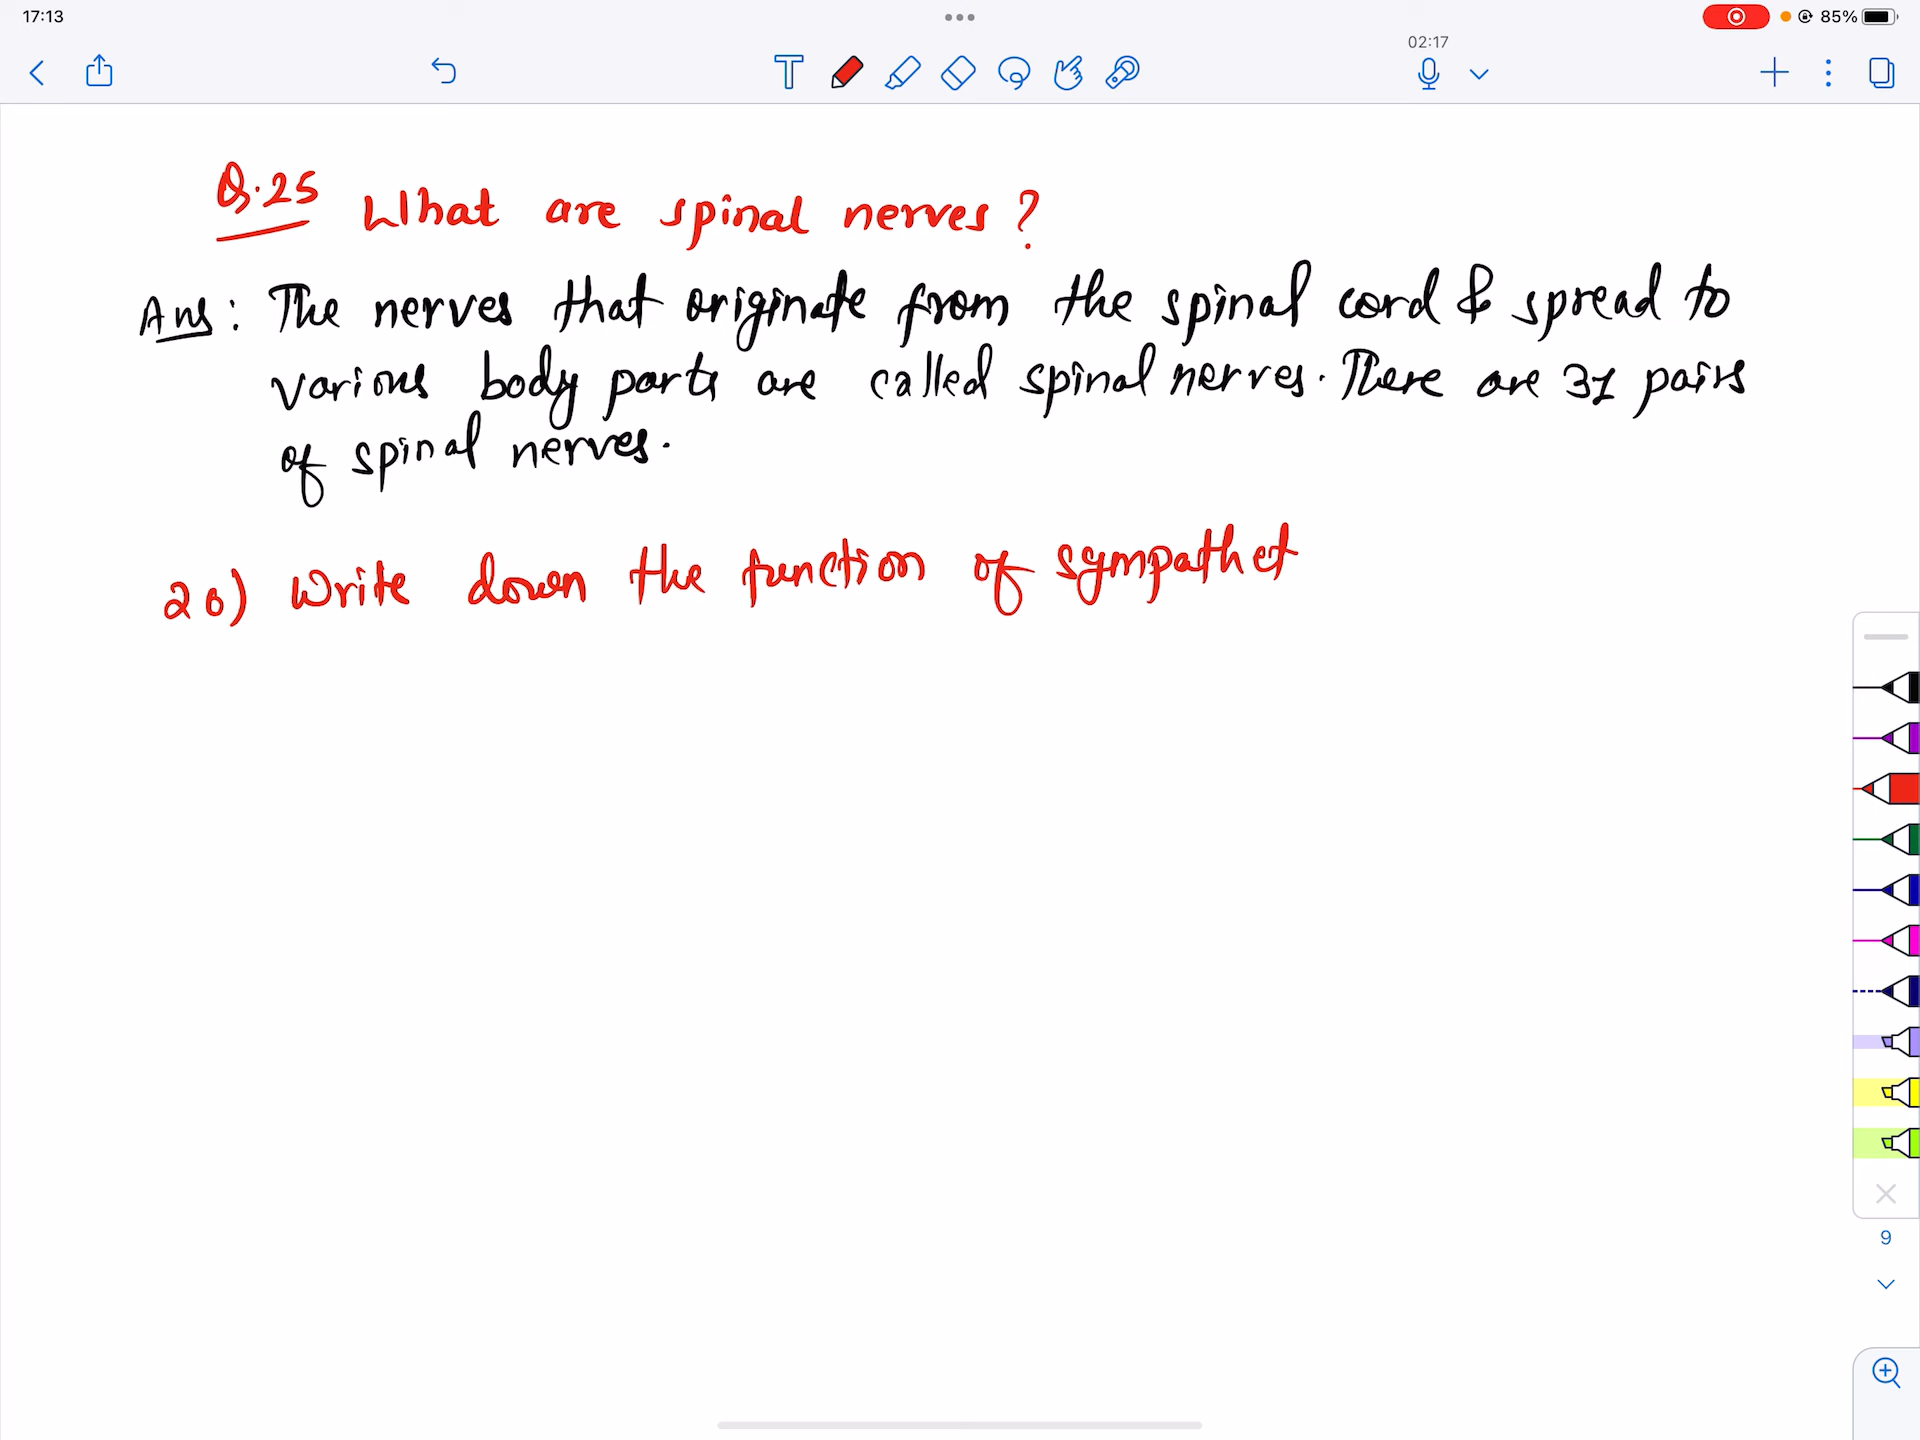 17:13
85%
02:17
Q.25 What are spinal nerves?
Ans: The nerves that originate from the spinal cord & spread to
various body parts are called spinal nerves. There are 31 pairs
of spinal nerves.
26) Write down the function of sympathet
9